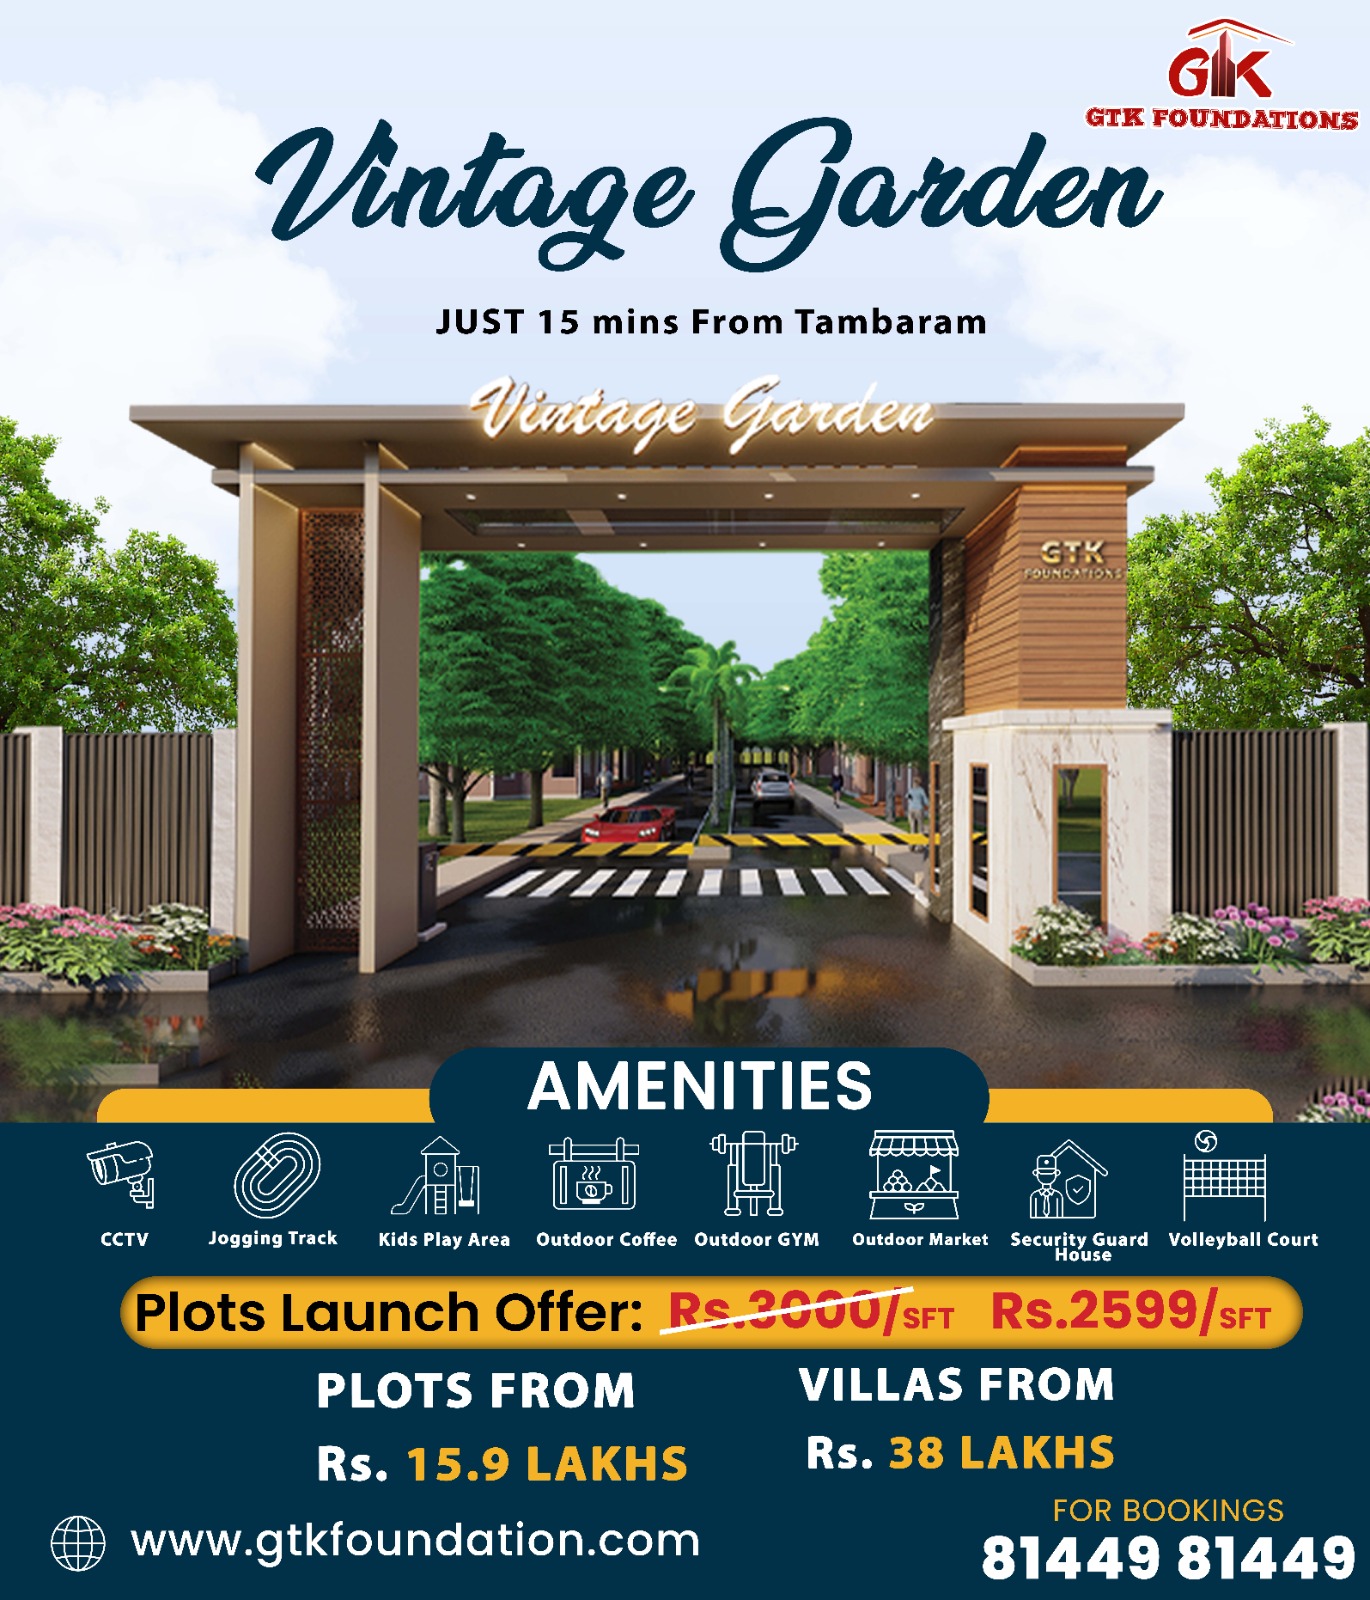 GTK
GTK FOUNDATIONS
Vintage Garden
JUST 15 mins From Tambaram
Vintage Garden
GTK
FOUNDATIONS
AMENITIES
CCTV
Jogging Track
Kids Play Area
Outdoor Coffee
Outdoor GYM
Outdoor Market
Security Guard
House
Volleyball Court
Plots Launch Offer: Rs.3000/SFT Rs.2599/SFT
PLOTS FROM
Rs. 15.9 LAKHS
VILLAS FROM
Rs. 38 LAKHS
FOR BOOKINGS
www.gtkfoundation.com
81449 81449